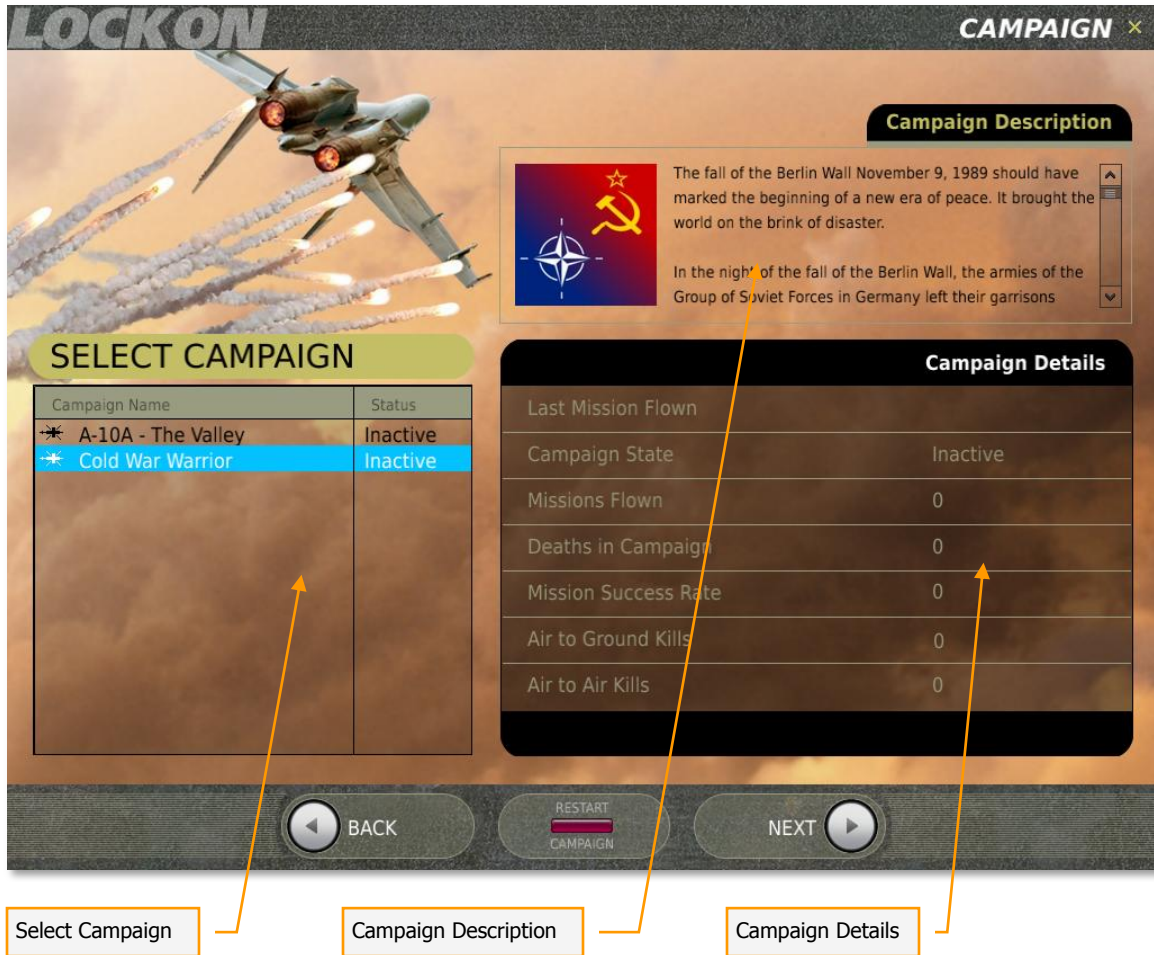 LOCKON
CAMPAIGN ×
Campaign Description
The fall of the Berlin Wall November 9, 1989 should have
marked the beginning of a new era of peace. It brought the
world on the brink of disaster.
In the night of the fall of the Berlin Wall, the armies of the
Group of Soviet Forces in Germany left their garrisons
SELECT CAMPAIGN
Campaign Name Status
A-10A - The Valley Inactive
Cold War Warrior Inactive
Campaign Details
Last Mission Flown
Campaign State Inactive
Missions Flown 0
Deaths in Campaign 0
Mission Success Rate 0
Air to Ground Kills 0
Air to Air Kills 0
BACK
RESTART
CAMPAIGN
NEXT
Select Campaign
Campaign Description
Campaign Details